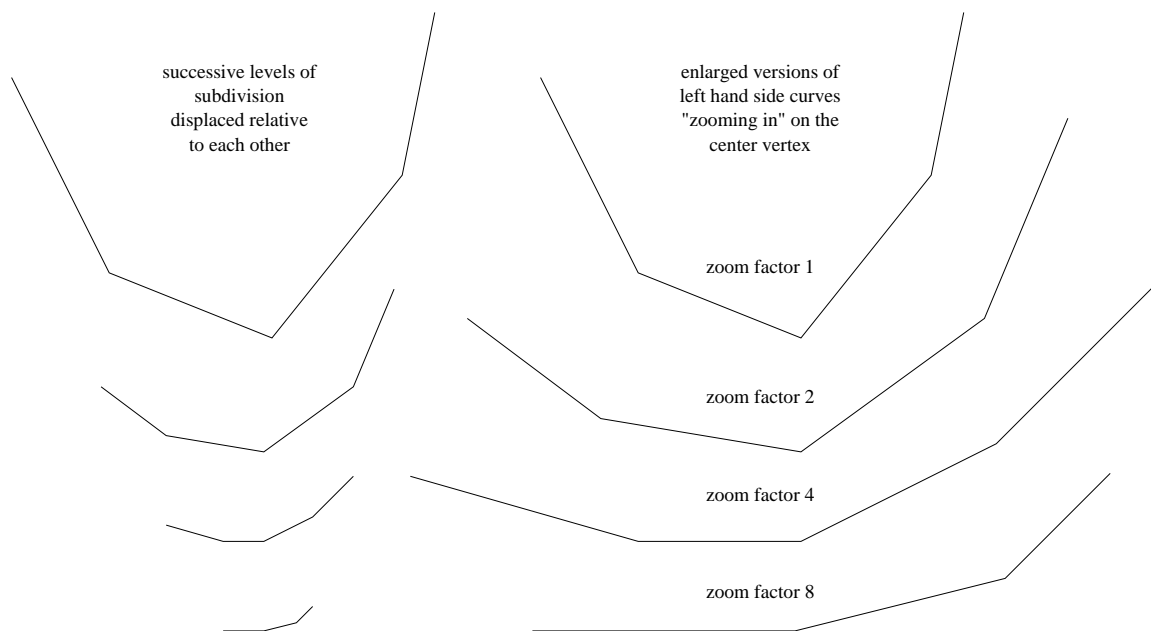 successive levels of
subdivision
displaced relative
to each other
enlarged versions of
left hand side curves
"zooming in" on the
center vertex
zoom factor 1
zoom factor 2
zoom factor 4
zoom factor 8